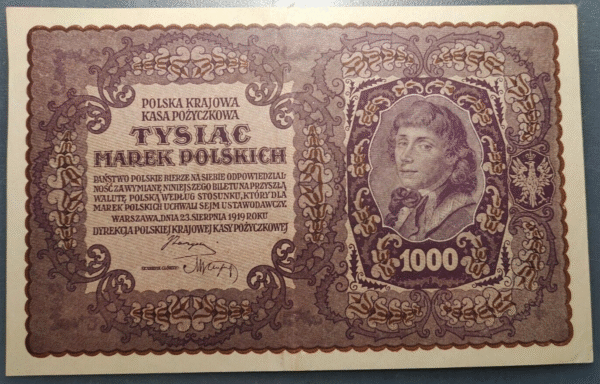 POLSKA KRAJOWA
KASA POŻYCZKOWA
TYSIĄC
MAREK POLSKICH
PAŃSTWO POLSKIE BIERZE NA SIEBIE ODPOWIEDZIAL-
NOŚĆ ZA WYMIANĘ NINIEJSZEGO BILETU NA PRZYSZŁĄ
WALUTĘ POLSKĄ WEDŁUG STOSUNKU, KTÓRY DLA
MAREK POLSKICH UCHWALI SEJM USTAWODAWCZY.
WARSZAWA, DNIA 23. SIERPNIA 1919 ROKU
DYREKCJA POLSKIEJ KRAJOWEJ KASY POŻYCZKOWEJ
1000